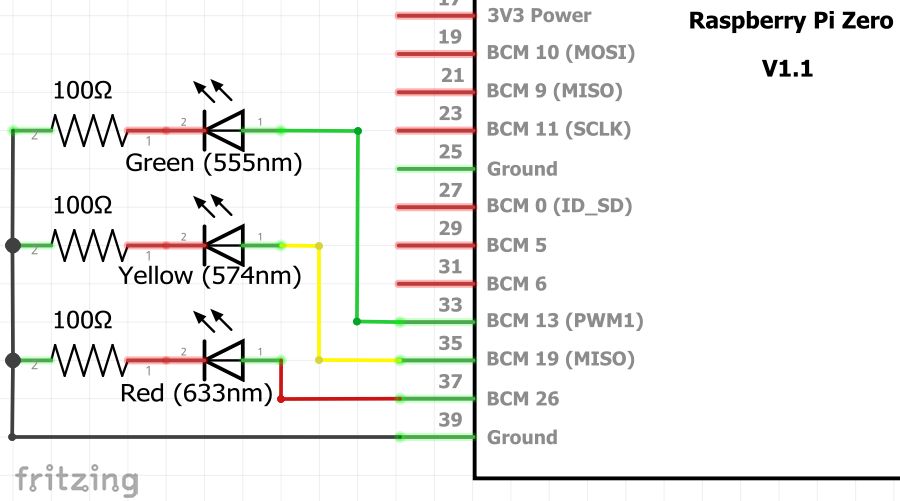 17
3V3 Power
Raspberry Pi Zero
V1.1
19
BCM 10 (MOSI)
21
BCM 9 (MISO)
23
BCM 11 (SCLK)
25
Ground
27
BCM 0 (ID_SD)
29
BCM 5
31
BCM 6
33
BCM 13 (PWM1)
35
BCM 19 (MISO)
37
BCM 26
39
Ground
100Ω
2
1
2
1
Green (555nm)
100Ω
2
1
2
1
Yellow (574nm)
100Ω
2
1
2
1
Red (633nm)
fritzing